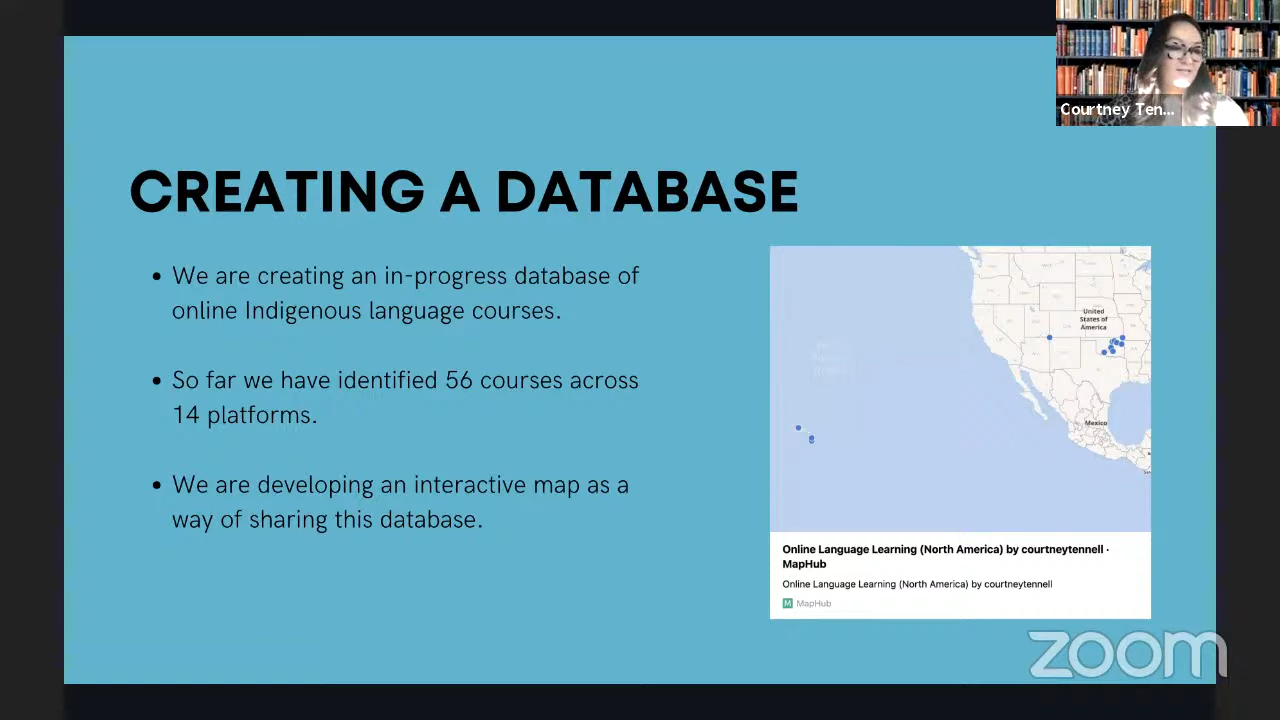 Courtney Ten...
CREATING A DATABASE
• We are creating an in-progress database of
online Indigenous language courses.
• So far we have identified 56 courses across
14 platforms.
• We are developing an interactive map as a
way of sharing this database.
United
States of
America
Mexico
Online Language Learning (North America) by courtneytennell ·
MapHub
Online Language Learning (North America) by courtneytennell
M MapHub
zoom